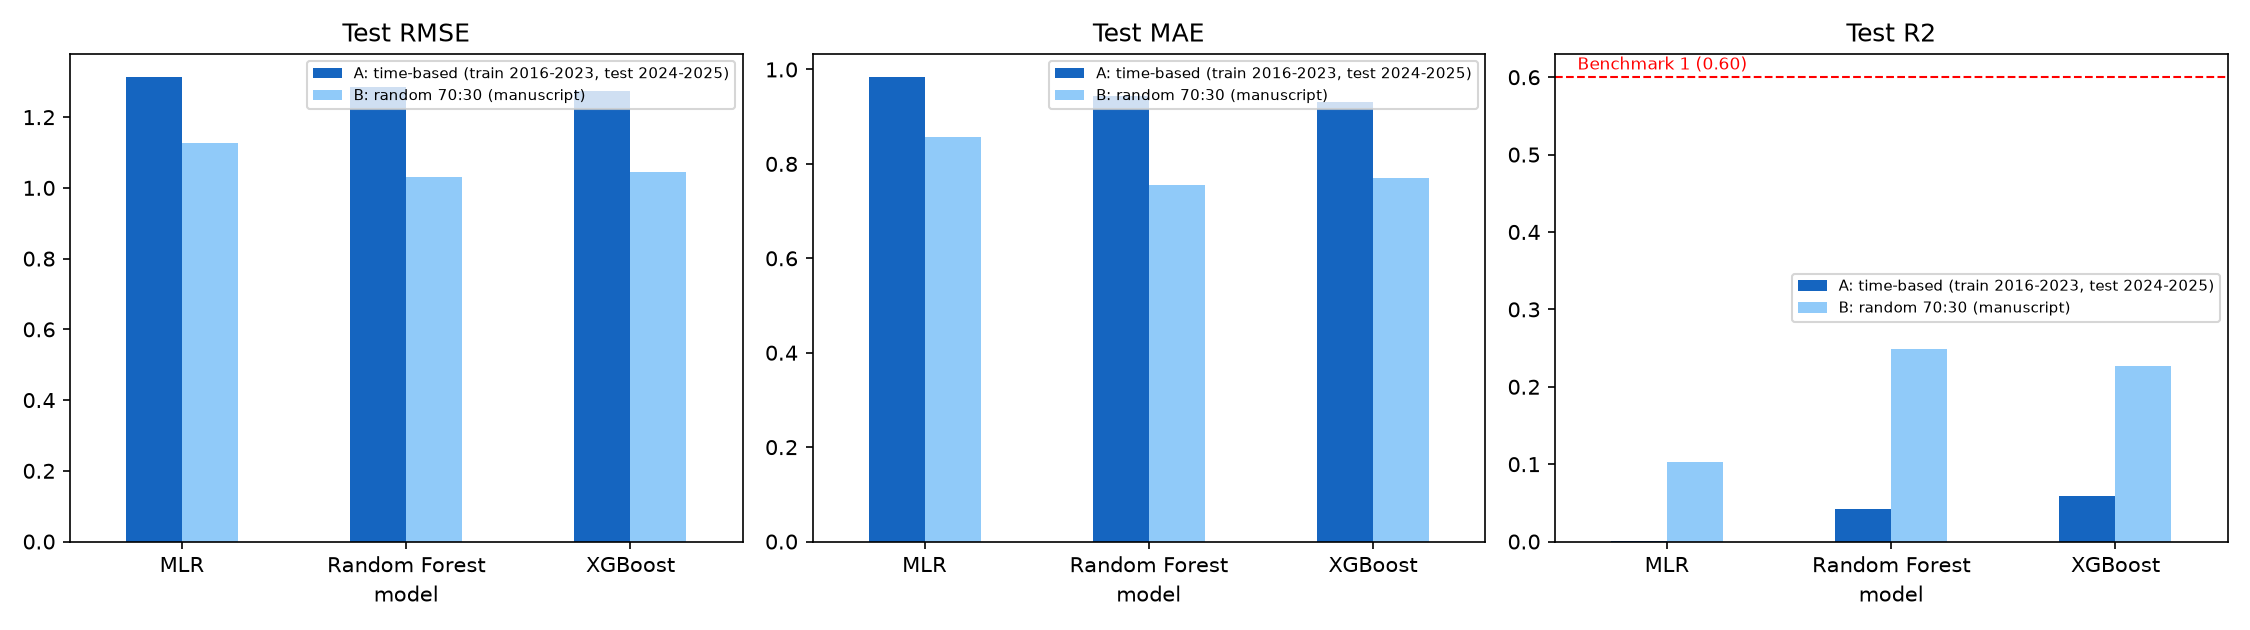 Test RMSE
A: time-based (train 2016-2023, test 2024-2025)
B: random 70:30 (manuscript)
1.2
1.0
0.8
0.6
0.4
0.2
0.0
MLR
Random Forest
XGBoost
model
Test MAE
A: time-based (train 2016-2023, test 2024-2025)
B: random 70:30 (manuscript)
1.0
0.8
0.6
0.4
0.2
0.0
MLR
Random Forest
XGBoost
model
Test R2
Benchmark 1 (0.60)
A: time-based (train 2016-2023, test 2024-2025)
B: random 70:30 (manuscript)
0.6
0.5
0.4
0.3
0.2
0.1
0.0
MLR
Random Forest
XGBoost
model